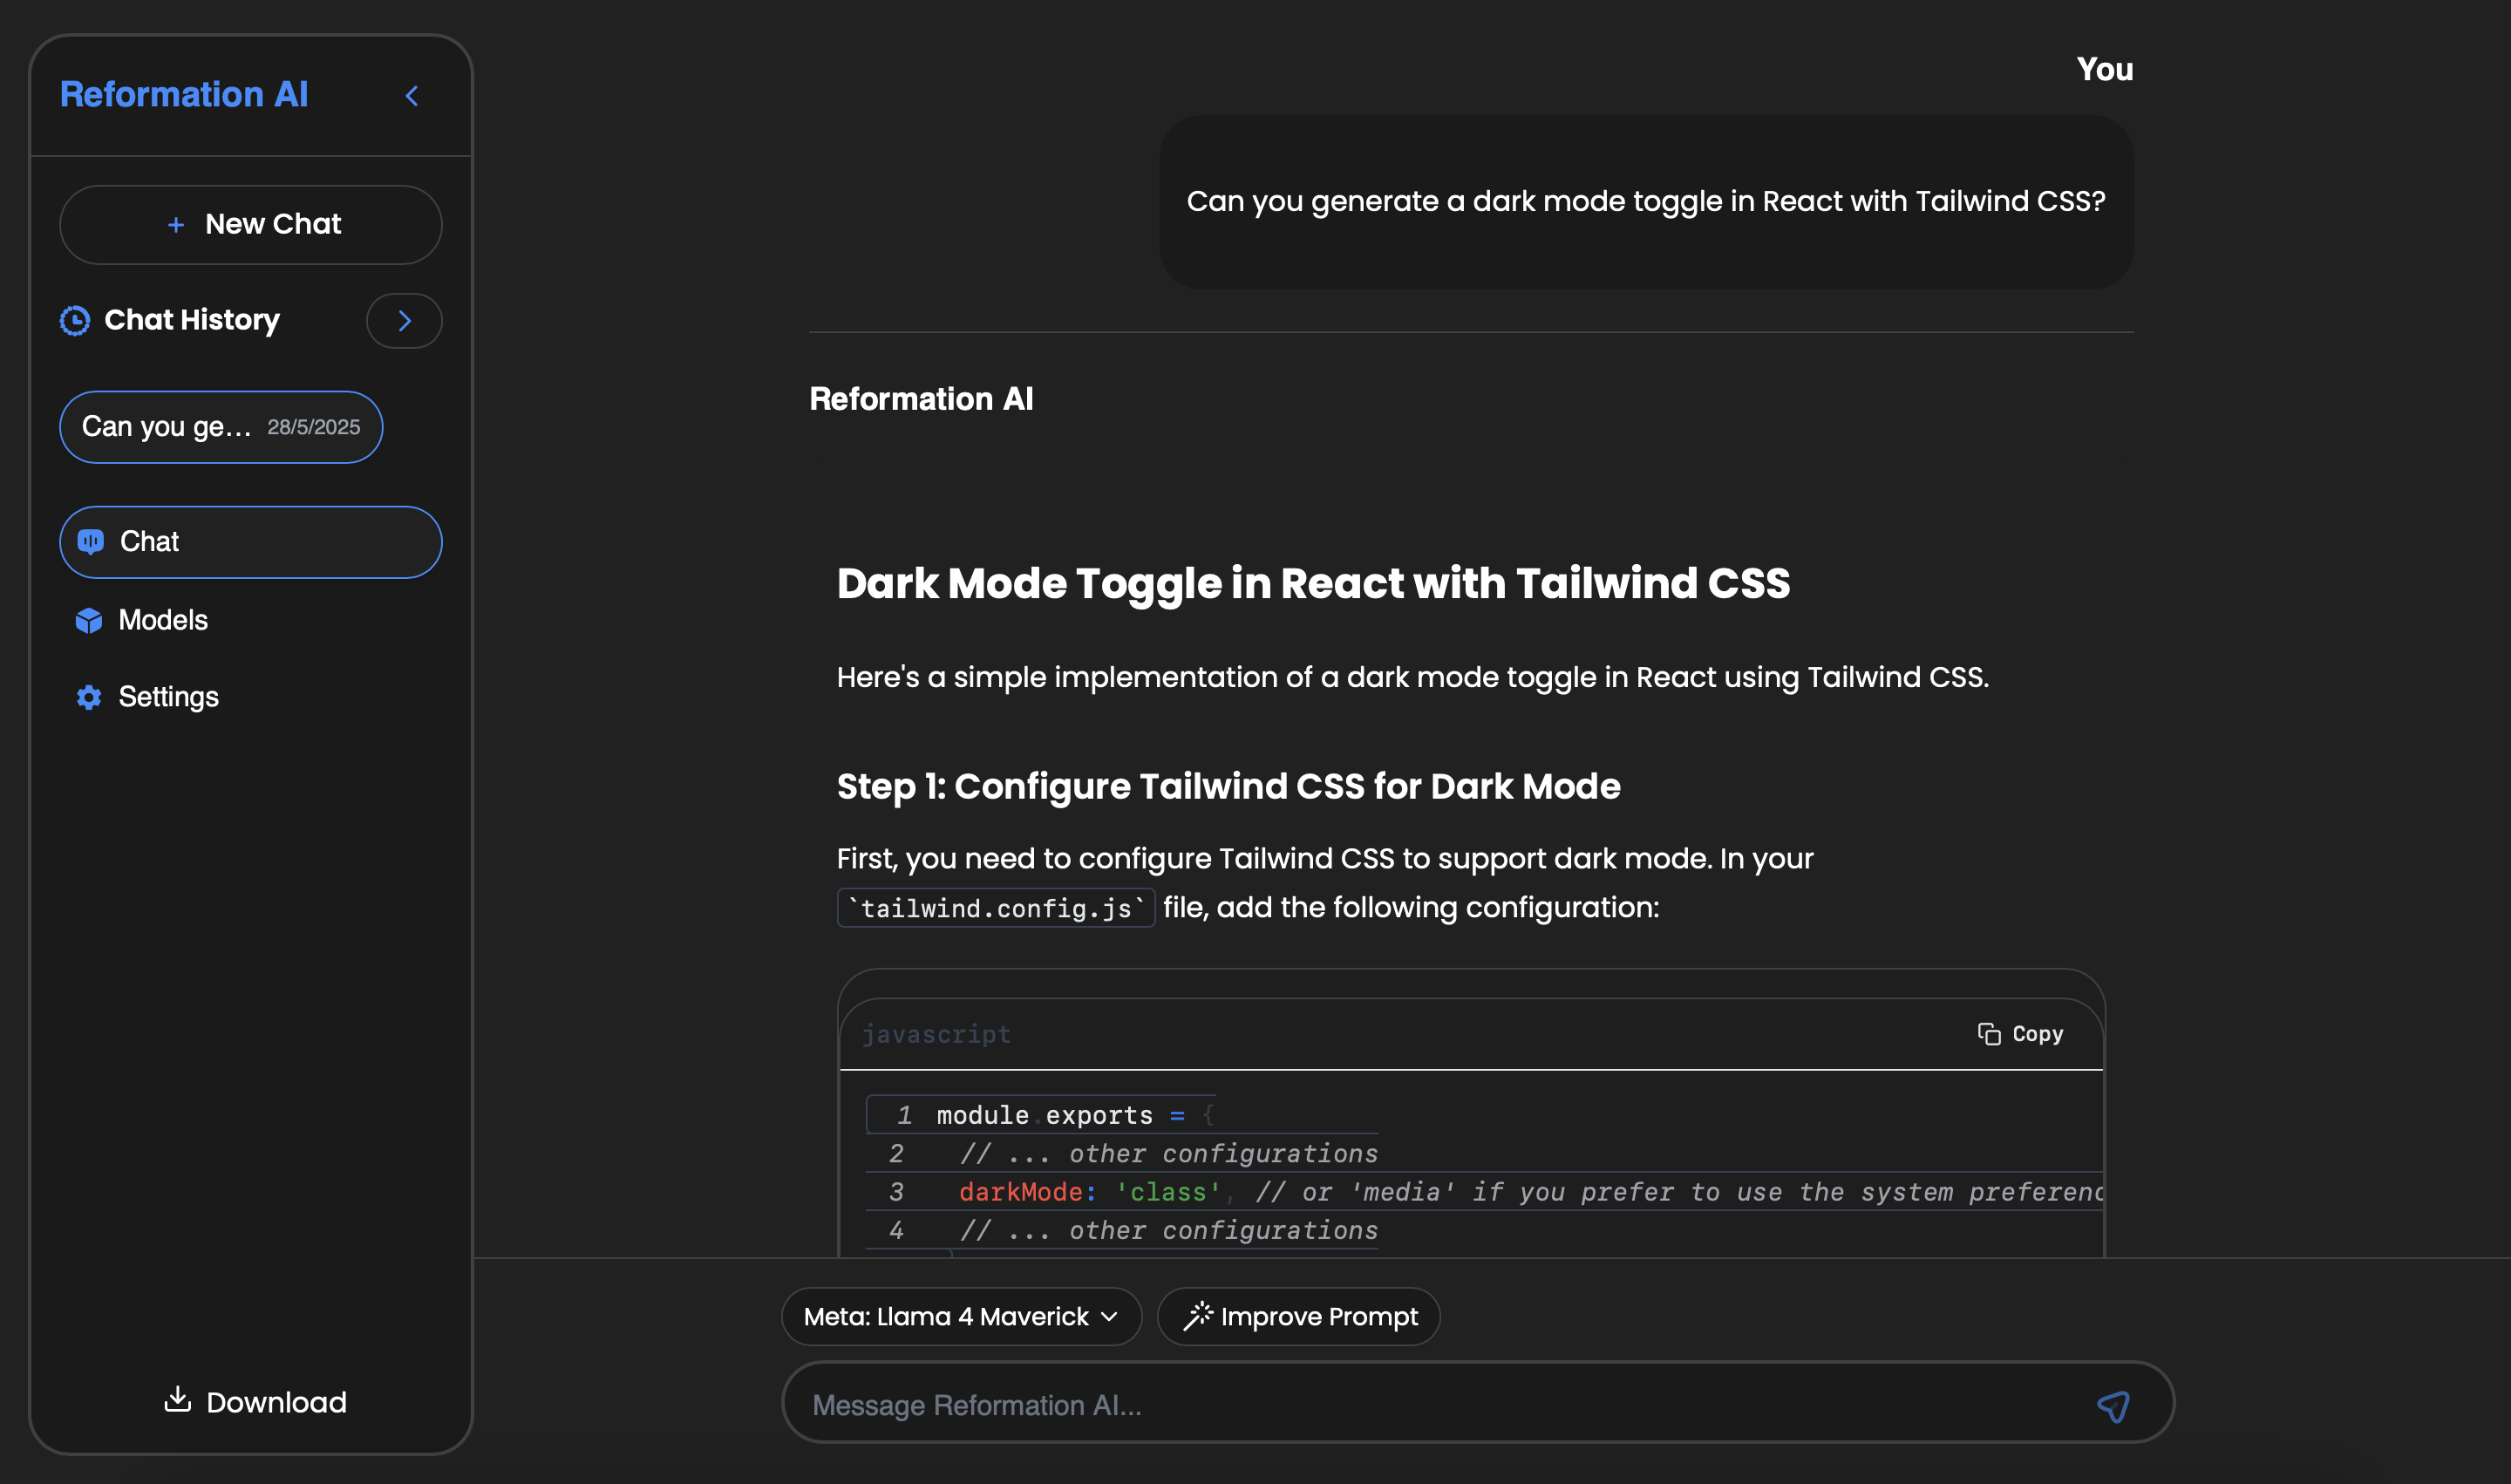 Reformation AI
+ New Chat
Chat History
Can you ge... 28/5/2025
Chat
Models
Settings
Download
You
Can you generate a dark mode toggle in React with Tailwind CSS?
Reformation AI
Dark Mode Toggle in React with Tailwind CSS
Here's a simple implementation of a dark mode toggle in React using Tailwind CSS.
Step 1: Configure Tailwind CSS for Dark Mode
First, you need to configure Tailwind CSS to support dark mode. In your
`tailwind.config.js` file, add the following configuration:
javascript Copy
1 module.exports = {
2 // ... other configurations
3 darkMode: 'class', // or 'media' if you prefer to use the system preferenc
4 // ... other configurations
Meta: Llama 4 Maverick Improve Prompt
Message Reformation AI...